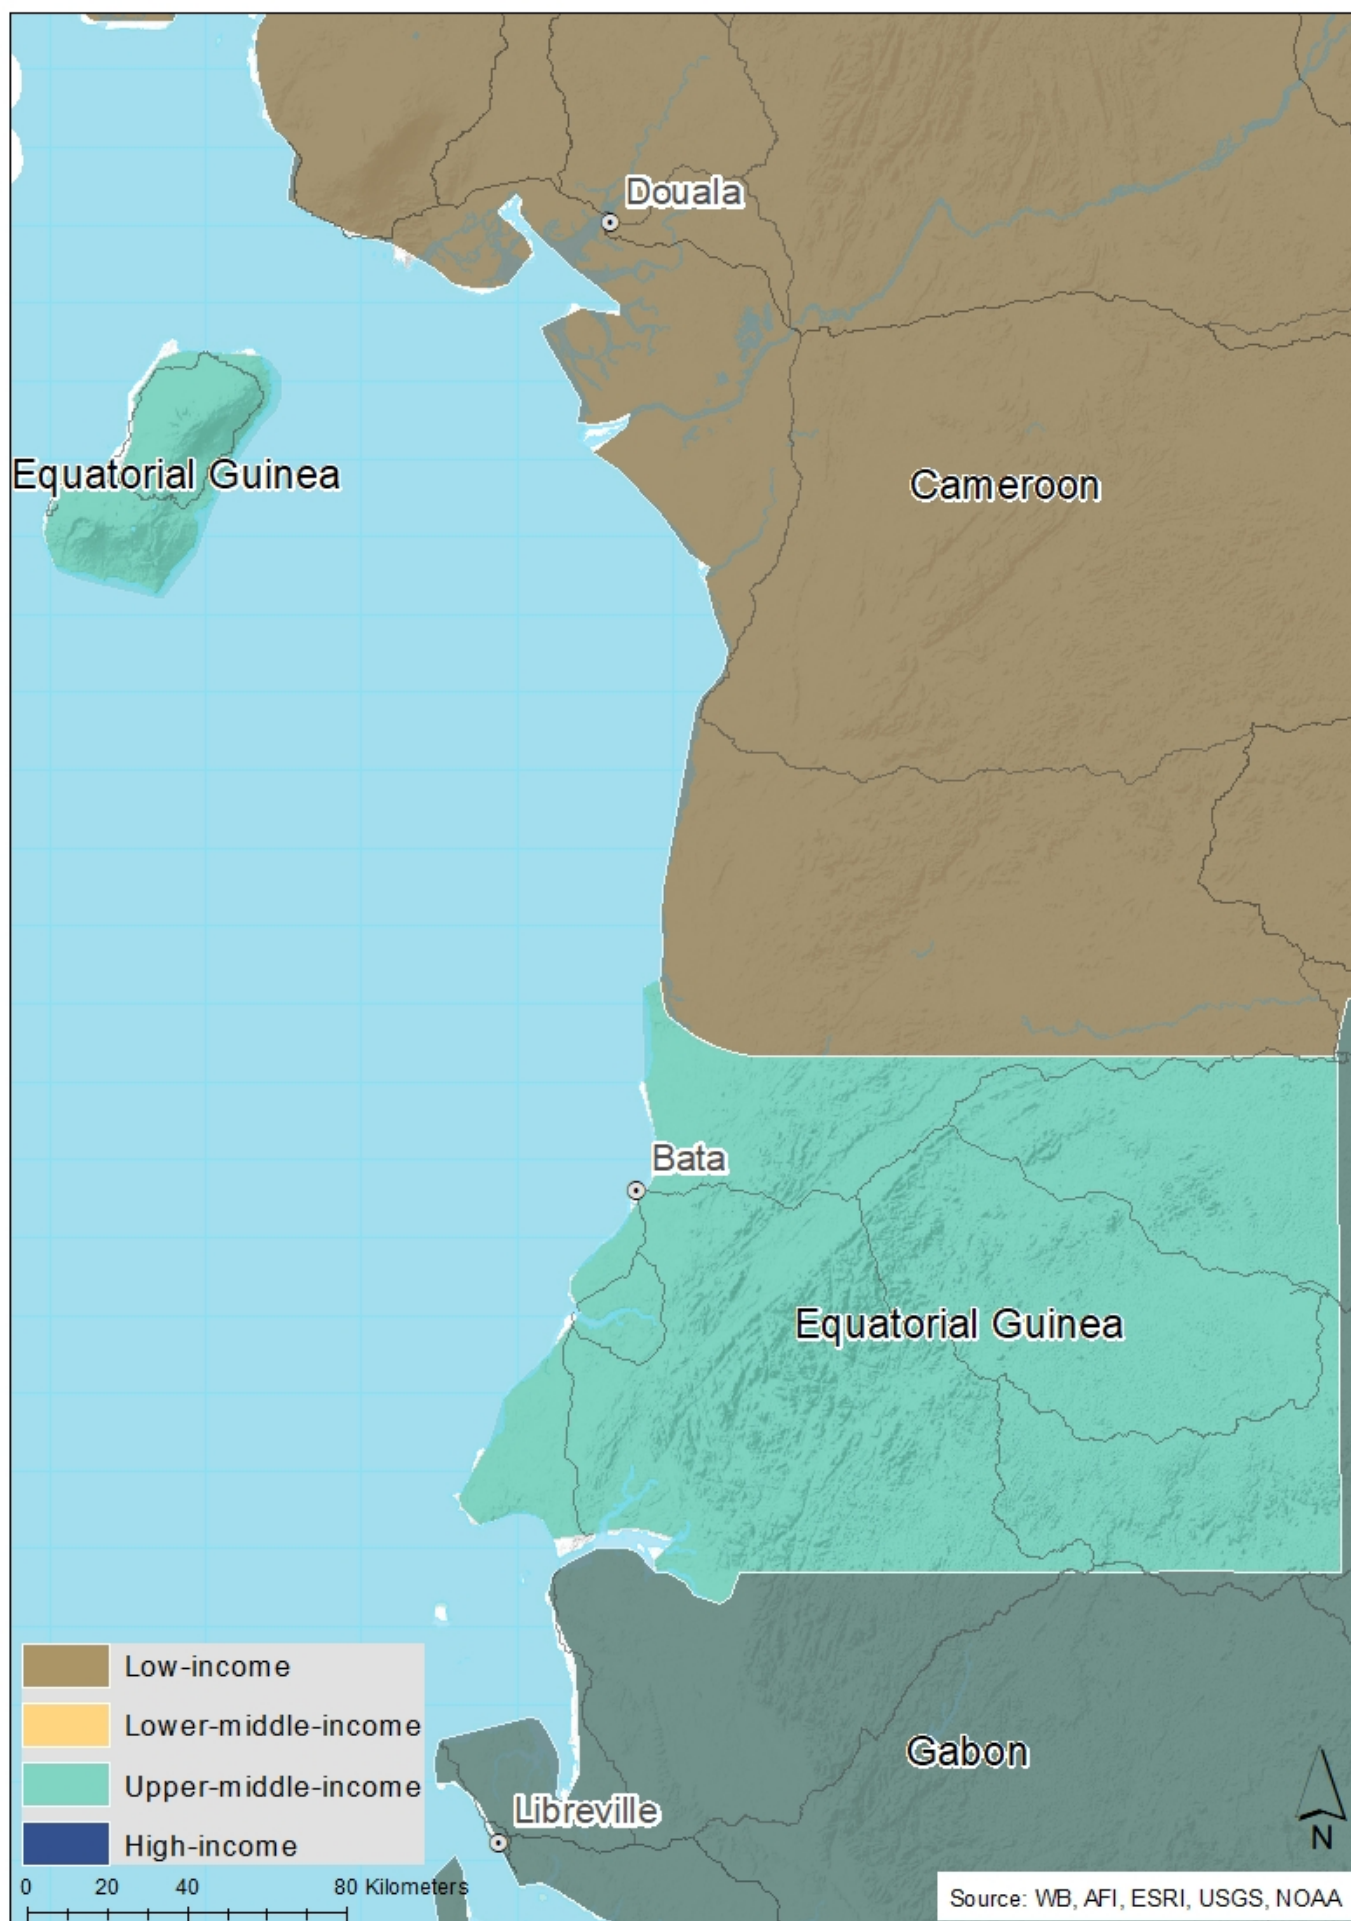 Douala
Equatorial Guinea
Cameroon
Bata
Equatorial Guinea
Low-income
Lower-middle-income
Upper-middle-income
High-income
Gabon
Libreville
N
0 20 40 80 Kilometers
Source: WB, AFI, ESRI, USGS, NOAA